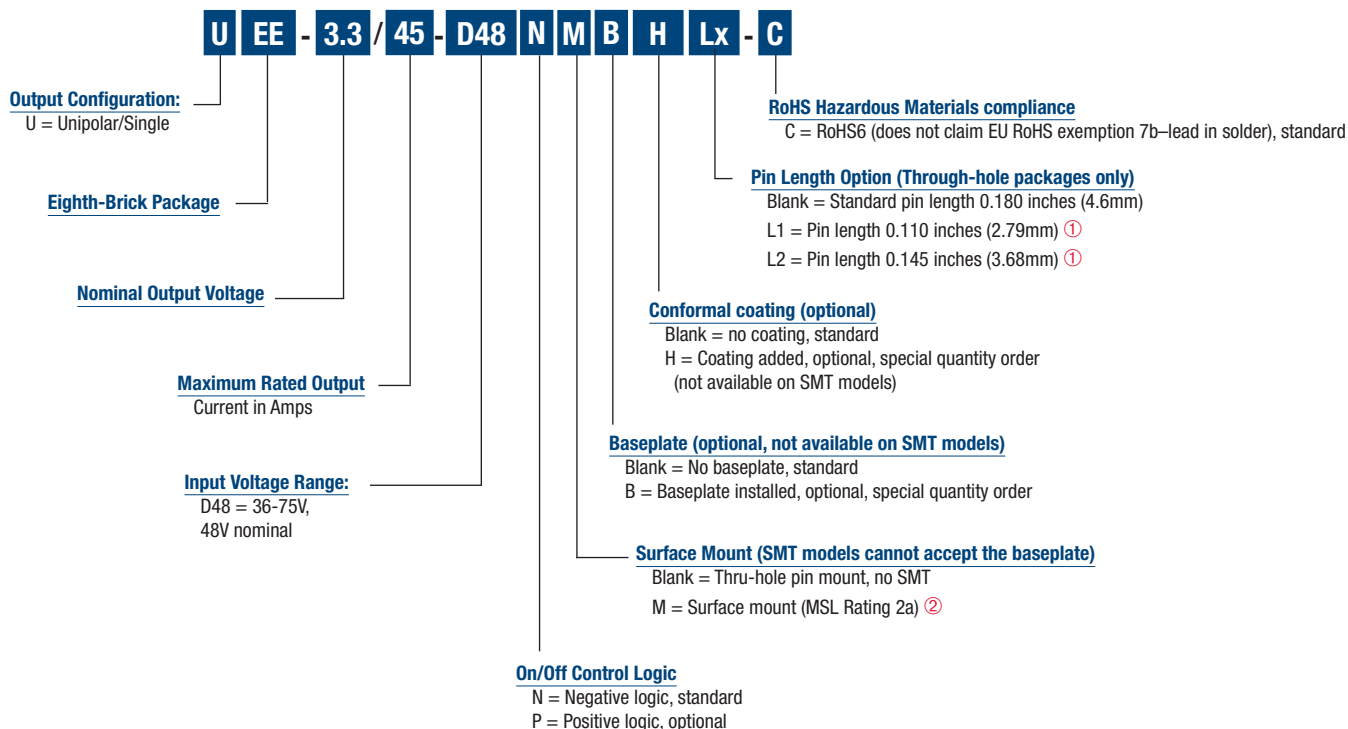 U EE - 3.3 / 45 - D48 N M B H Lx - C
Output Configuration:
U = Unipolar/Single
Eighth-Brick Package
Nominal Output Voltage
Maximum Rated Output
Current in Amps
Input Voltage Range:
D48 = 36-75V,
48V nominal
RoHS Hazardous Materials compliance
C = RoHS6 (does not claim EU RoHS exemption 7b–lead in solder), standard
Pin Length Option (Through-hole packages only)
Blank = Standard pin length 0.180 inches (4.6mm)
L1 = Pin length 0.110 inches (2.79mm) ①
L2 = Pin length 0.145 inches (3.68mm) ①
Conformal coating (optional)
Blank = no coating, standard
H = Coating added, optional, special quantity order
(not available on SMT models)
Baseplate (optional, not available on SMT models)
Blank = No baseplate, standard
B = Baseplate installed, optional, special quantity order
Surface Mount (SMT models cannot accept the baseplate)
Blank = Thru-hole pin mount, no SMT
M = Surface mount (MSL Rating 2a) ②
On/Off Control Logic
N = Negative logic, standard
P = Positive logic, optional